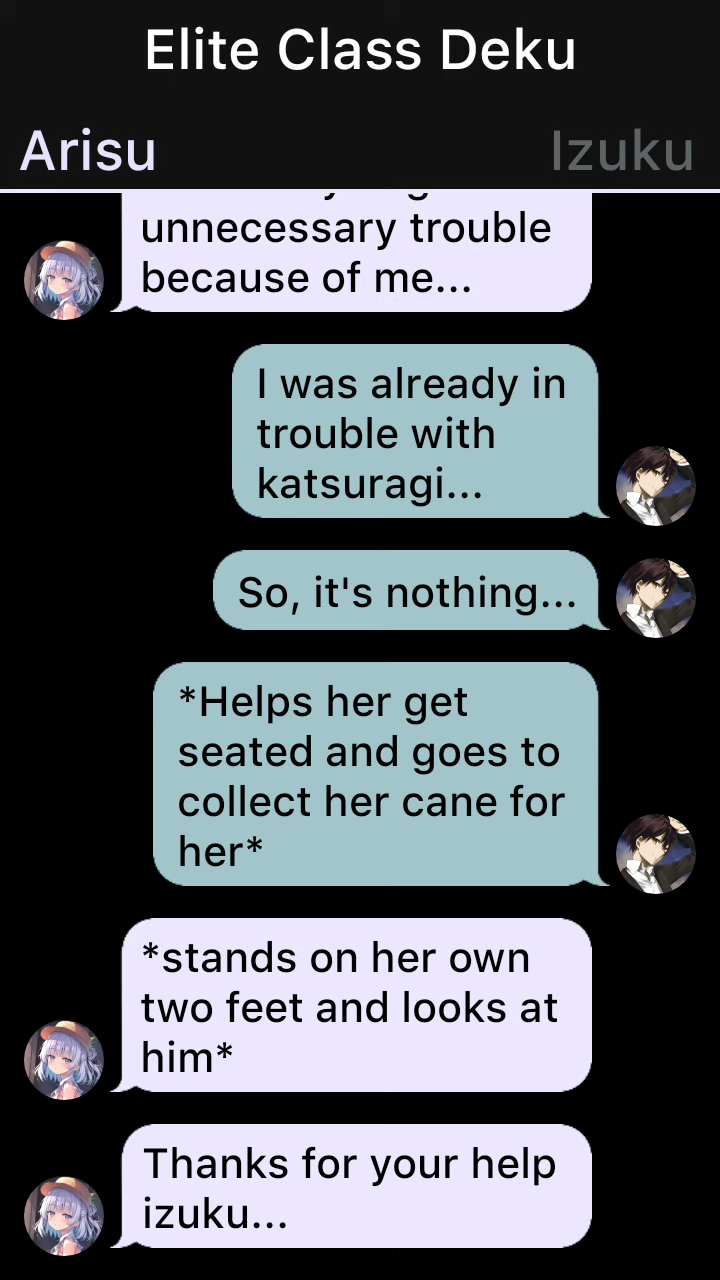 Elite Class Deku
Arisu
Izuku
unnecessary trouble
because of me...
I was already in
trouble with
katsuragi...
So, it's nothing...
*Helps her get
seated and goes to
collect her cane for
her*
*stands on her own
two feet and looks at
him*
Thanks for your help
izuku...